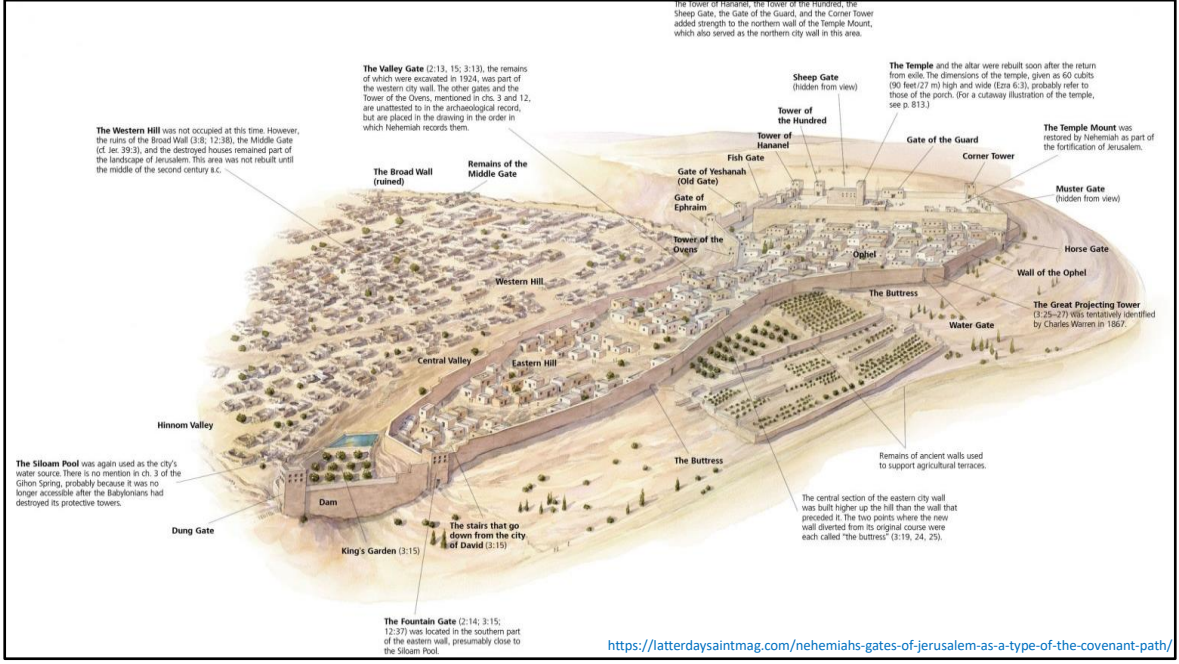 The Tower of Hananel, the Tower of the Hundred, the
Sheep Gate, the Gate of the Guard, and the Corner Tower
added strength to the northern wall of the Temple Mount,
which also served as the northern city wall in this area.
The Valley Gate (2:13, 15; 3:13), the remains
of which were excavated in 1924, was part of
the western city wall. The other gates and the
Tower of the Ovens, mentioned in chs. 3 and 12,
are unattested to in the archaeological record,
but are placed in the drawing in the order in
which Nehemiah records them.
The Temple and the altar were rebuilt soon after the return
from exile. The dimensions of the temple, given as 60 cubits
(90 feet/27 m) high and wide (Ezra 6:3), probably refer to
those of the porch. (For a cutaway illustration of the temple,
see p. 813.)
Sheep Gate
(hidden from view)
Tower of
the Hundred
The Western Hill was not occupied at this time. However,
the ruins of the Broad Wall (3:8; 12:38), the Middle Gate
(cf. Jer. 39:3), and the destroyed houses remained part of
the landscape of Jerusalem. This area was not rebuilt until
the middle of the second century B.C.
Tower of
Hananel
Gate of the Guard
The Temple Mount was
restored by Nehemiah as part of
the fortification of Jerusalem.
Fish Gate
Corner Tower
The Broad Wall
(ruined)
Remains of the
Middle Gate
Gate of Yeshanah
(Old Gate)
Muster Gate
(hidden from view)
Gate of
Ephraim
Tower of the
Ovens
Ophel
Horse Gate
Wall of the Ophel
Western Hill
The Buttress
The Great Projecting Tower
(3:25–27) was tentatively identified
by Charles Warren in 1867.
Water Gate
Central Valley
Eastern Hill
Hinnom Valley
The Siloam Pool was again used as the city's
water source. There is no mention in ch. 3 of the
Gihon Spring, probably because it was no
longer accessible after the Babylonians had
destroyed its protective towers.
The Buttress
Remains of ancient walls used
to support agricultural terraces.
Dam
The central section of the eastern city wall
was built higher up the hill than the wall that
preceded it. The two points where the new
wall diverted from its original course were
each called "the buttress" (3:19, 24, 25).
Dung Gate
The stairs that go
down from the city
of David (3:15)
King's Garden (3:15)
The Fountain Gate (2:14; 3:15;
12:37) was located in the southern part
of the eastern wall, presumably close to
the Siloam Pool.
https://latterdaysaintmag.com/nehemiahs-gates-of-jerusalem-as-a-type-of-the-covenant-path/